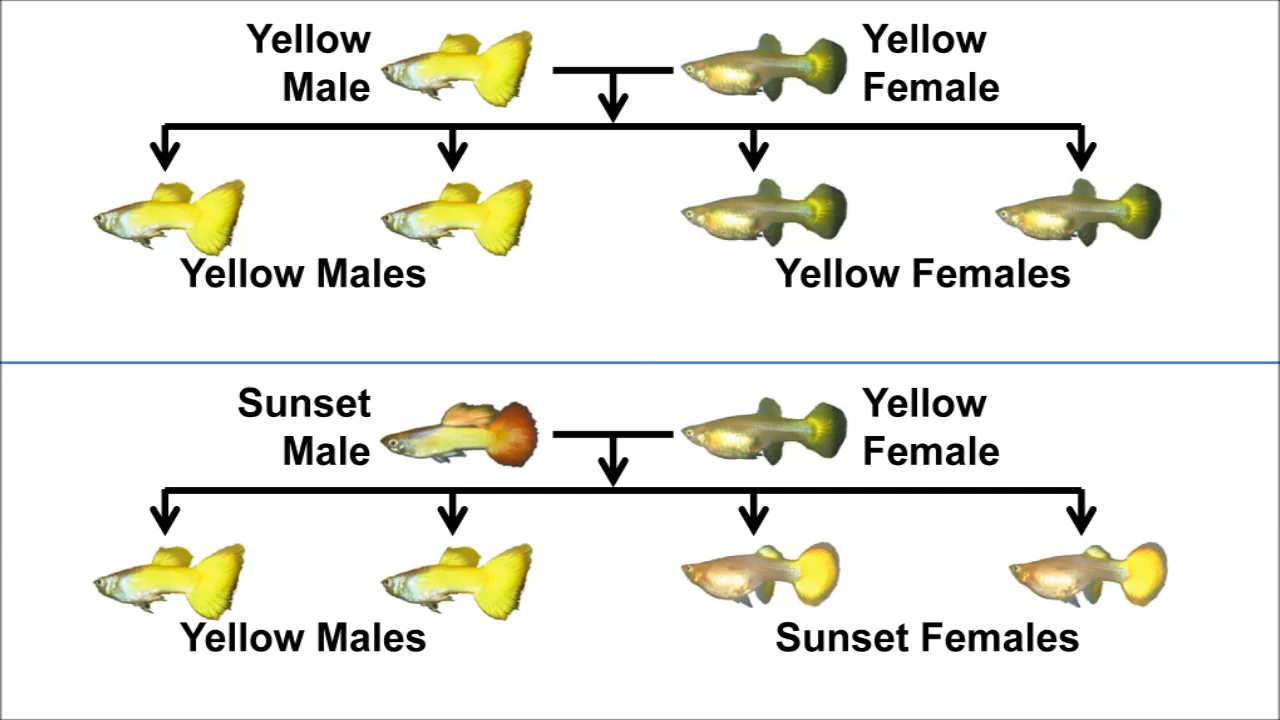 Yellow
Male
Yellow
Female
Yellow Males
Yellow Females
Sunset
Male
Yellow
Female
Yellow Males
Sunset Females